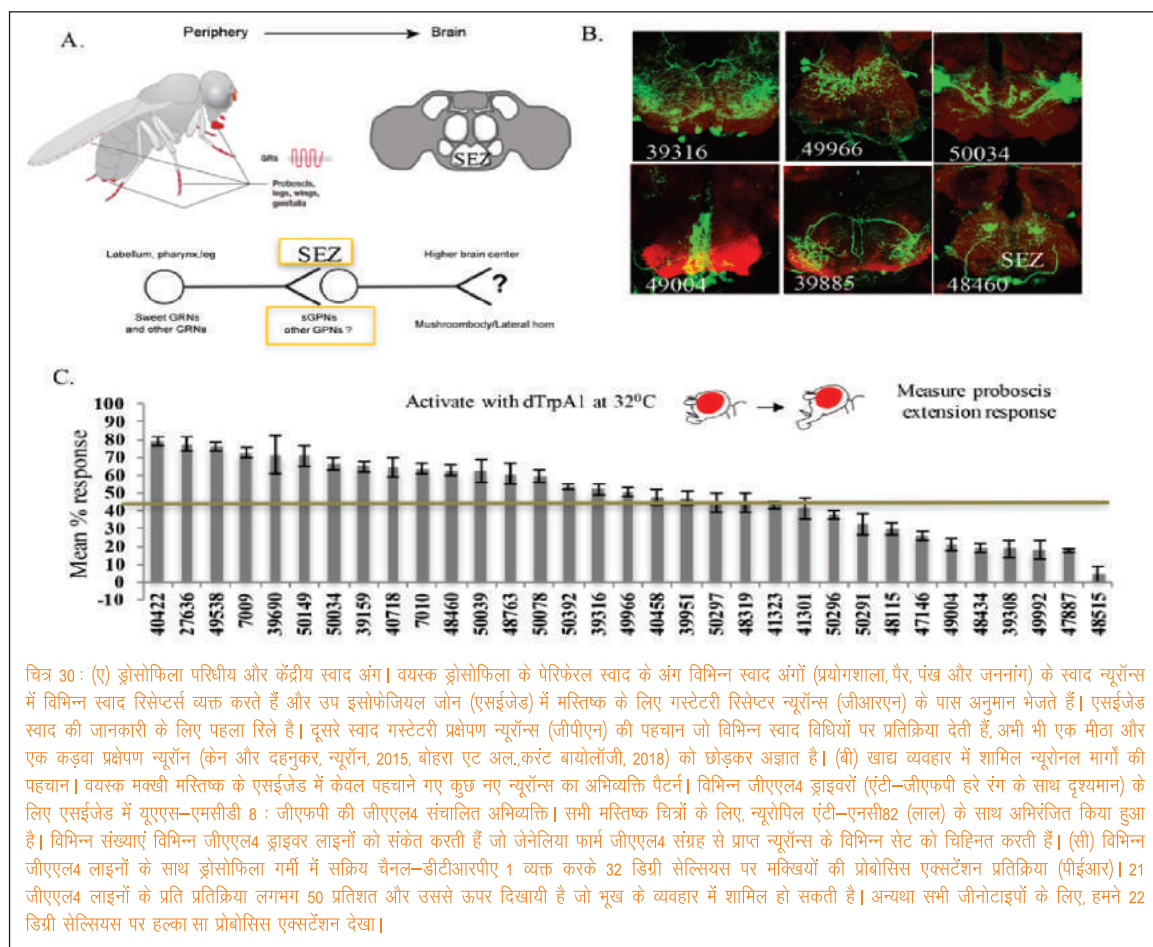 A.
Periphery
Brain
GRs
Proboscis,
legs, wings,
genitalia
SEZ
Labellum, pharynx,leg
SEZ
Higher brain center
?
Sweet GRNs
and other GRNs
sGPNs
other GPNs ?
Mushroombody/Lateral horn
B.
39316
49966
50034
49004
39885
SEZ
48460
C.
Activate with dTrpA1 at 32⁰C
Measure proboscis
extension response
Mean % response
100
90
80
70
60
50
40
30
20
10
0
-10
40422
27636
49538
70009
39690
50149
50034
39159
40718
7010
48460
50039
48763
50078
50392
39316
49966
40458
39951
50297
48319
41323
41301
50296
50291
48115
47146
49004
48434
39308
49992
47887
48515
चित्र 30 : (ए) ड्रोसोफिला परिधीय और केंद्रीय स्वाद अंग | वयस्क ड्रोसोफिला के पेरिफेरल स्वाद के अंग विभिन्न स्वाद अंगों (प्रयोगशाला, पैर, पंख और जननांग) के स्वाद न्यूरॉन्स
में विभिन्न स्वाद रिसेप्टर्स व्यक्त करते हैं और उप इसोफेजियल जोन (एसईजेड) में मस्तिष्क के लिए गस्टेटरी रिसेप्टर न्यूरॉन्स (जीआरएन) के पास अनुमान भेजते हैं | एसईजेड
स्वाद की जानकारी के लिए पहला रिले है | दूसरे स्वाद गस्टेटरी प्रक्षेपण न्यूरॉन्स (जीपीएन) की पहचान जो विभिन्न स्वाद विधियों पर प्रतिक्रिया देती हैं, अभी भी एक मीठा और
एक कड़वा प्रक्षेपण न्यूरॉन (केन और दहनुकर, न्यूरॉन, 2015, बोहरा एट अल.,करंट बायोलॉजी, 2018) को छोड़कर अज्ञात है | (बी) खाद्य व्यवहार में शामिल न्यूरोनल मार्गों की
पहचान | वयस्क मक्खी मस्तिष्क के एसईजेड में केवल पहचाने गए कुछ नए न्यूरॉन्स का अभिव्यक्ति पैटर्न | विभिन्न जीएएल4 ड्राइवरों (एंटी–जीएफपी हरे रंग के साथ दृश्यमान) के
लिए एसईजेड में यूएएस–एमसीडी 8 : जीएफपी की जीएएल4 संचालित अभिव्यक्ति | सभी मस्तिष्क चित्रों के लिए, न्यूरोपिल एंटी–एनसी82 (लाल) के साथ अभिरंजित किया हुआ
है | विभिन्न संख्याएं विभिन्न जीएएल4 ड्राइवर लाइनों को संकेत करती हैं जो जेनेलिया फार्म जीएएल4 संग्रह से प्राप्त न्यूरॉन्स के विभिन्न सेट को चिह्नित करती हैं | (सी) विभिन्न
जीएएल4 लाइनों के साथ ड्रोसोफिला गर्मी में सक्रिय चैनल–डीटीआरपीए 1 व्यक्त करके 32 डिग्री सेल्सियस पर मक्खियों की प्रोबोसिस एक्सटेंशन प्रतिक्रिया (पीईआर) | 21
जीएएल4 लाइनों के प्रति प्रतिक्रिया लगभग 50 प्रतिशत और उससे ऊपर दिखायी है जो भूख के व्यवहार में शामिल हो सकती है | अन्यथा सभी जीनोटाइपों के लिए, हमने 22
डिग्री सेल्सियस पर हल्का सा प्रोबोसिस एक्सटेंशन देखा |